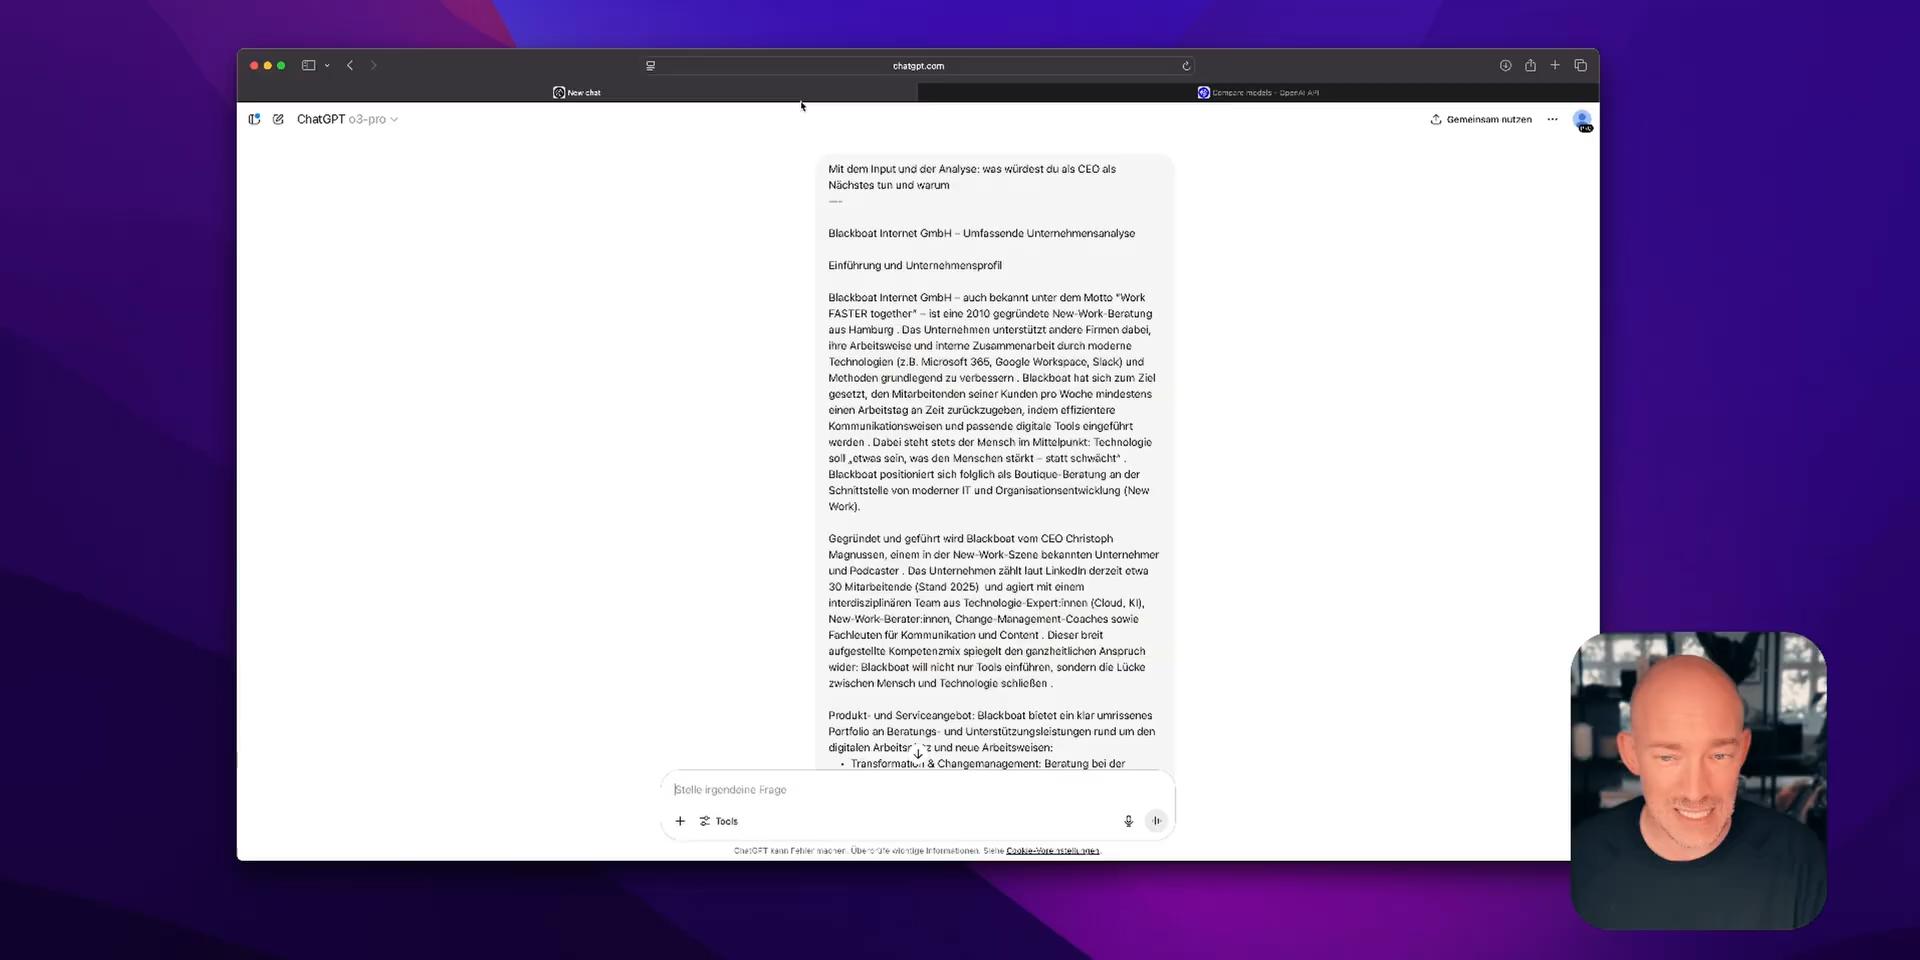 chatgpt.com
New chat
Compare models - OpenAI API
ChatGPT o3-pro
Gemeinsam nutzen
Mit dem Input und der Analyse: was würdest du als CEO als
Nächstes tun und warum
—-
Blackboat Internet GmbH – Umfassende Unternehmensanalyse
Einführung und Unternehmensprofil
Blackboat Internet GmbH – auch bekannt unter dem Motto "Work
FASTER together" – ist eine 2010 gegründete New-Work-Beratung
aus Hamburg . Das Unternehmen unterstützt andere Firmen dabei,
ihre Arbeitsweise und interne Zusammenarbeit durch moderne
Technologien (z.B. Microsoft 365, Google Workspace, Slack) und
Methoden grundlegend zu verbessern . Blackboat hat sich zum Ziel
gesetzt, den Mitarbeitenden seiner Kunden pro Woche mindestens
einen Arbeitstag an Zeit zurückzugeben, indem effizientere
Kommunikationsweisen und passende digitale Tools eingeführt
werden . Dabei steht stets der Mensch im Mittelpunkt: Technologie
soll „etwas sein, was den Menschen stärkt – statt schwächt“ .
Blackboat positioniert sich folglich als Boutique-Beratung an der
Schnittstelle von moderner IT und Organisationsentwicklung (New
Work).
Gegründet und geführt wird Blackboat vom CEO Christoph
Magnussen, einem in der New-Work-Szene bekannten Unternehmer
und Podcaster . Das Unternehmen zählt laut LinkedIn derzeit etwa
30 Mitarbeitende (Stand 2025)  und agiert mit einem
interdisziplinären Team aus Technologie-Expert:innen (Cloud, KI),
New-Work-Berater:innen, Change-Management-Coaches sowie
Fachleuten für Kommunikation und Content . Dieser breit
aufgestellte Kompetenzmix spiegelt den ganzheitlichen Anspruch
wider: Blackboat will nicht nur Tools einführen, sondern die Lücke
zwischen Mensch und Technologie schließen .
Produkt- und Serviceangebot: Blackboat bietet ein klar umrissenes
Portfolio an Beratungs- und Unterstützungsleistungen rund um den
digitalen und neue Arbeitsweisen:
• Transformation & Changemanagement: Beratung bei der
Stelle irgendeine Frage
Tools
ChatGPT kann Fehler machen. Überprüfe wichtige Informationen. Siehe Cookie-Voreinstellungen.